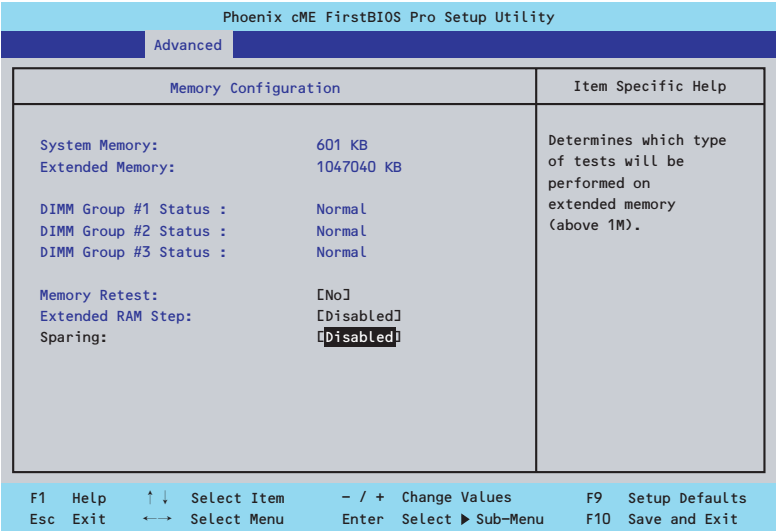 Phoenix cME FirstBIOS Pro Setup Utility
Advanced
Memory Configuration
Item Specific Help
System Memory: 601 KB
Extended Memory: 1047040 KB
DIMM Group #1 Status : Normal
DIMM Group #2 Status : Normal
DIMM Group #3 Status : Normal
Memory Retest: [No]
Extended RAM Step: [Disabled]
Sparing: [Disabled]
Determines which type
of tests will be
performed on
extended memory
(above 1M).
F1 Help ↑↓ Select Item - / + Change Values F9 Setup Defaults
Esc Exit ←→ Select Menu Enter Select ▶ Sub-Menu F10 Save and Exit